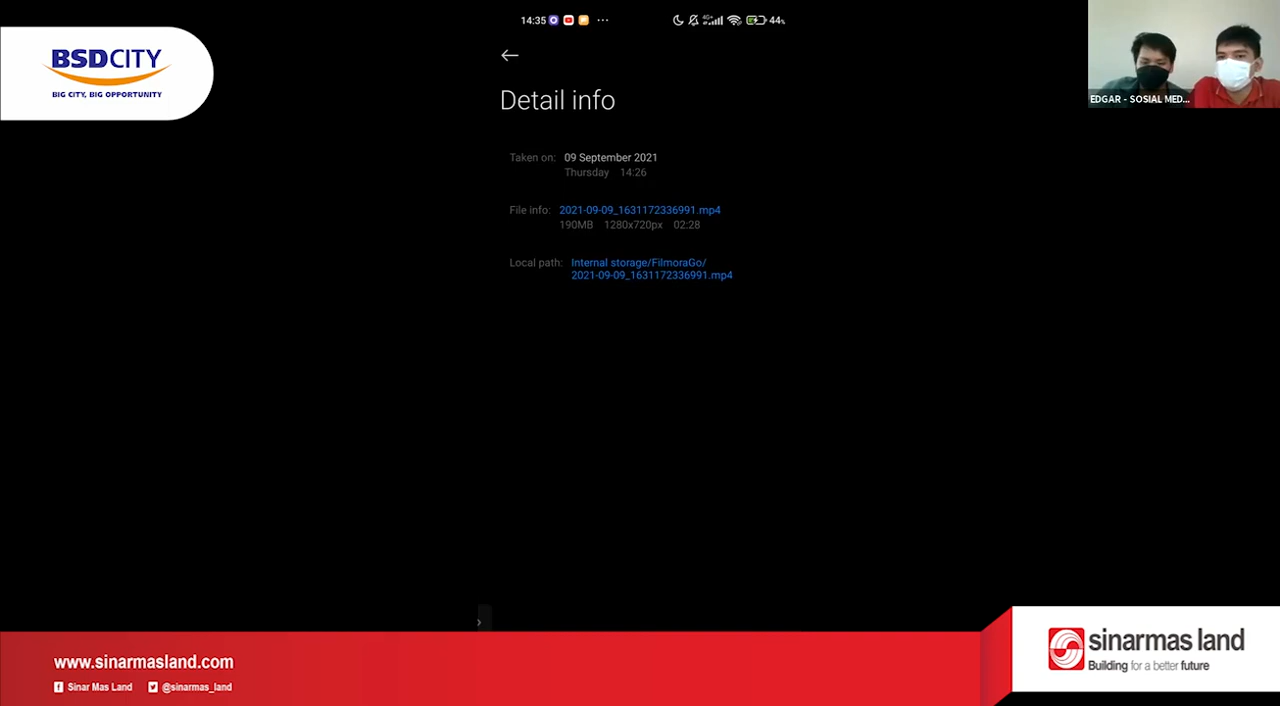 14:35
4G+
44%
BSDCITY
BIG CITY, BIG OPPORTUNITY
EDGAR - SOSIAL MED...
Detail info
Taken on: 09 September 2021
Thursday 14:26
File info: 2021-09-09_1631172336991.mp4
190MB 1280x720px 02:28
Local path: Internal storage/FilmoraGo/
2021-09-09_1631172336991.mp4
www.sinarmasland.com
Sinar Mas Land @sinarmas_land
sinarmas land
Building for a better future